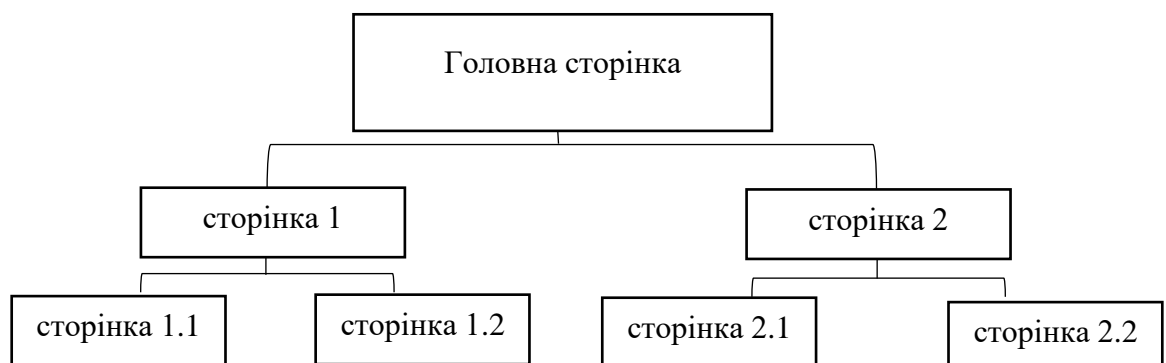 Головна сторінка
сторінка 1
сторінка 2
сторінка 1.1
сторінка 1.2
сторінка 2.1
сторінка 2.2